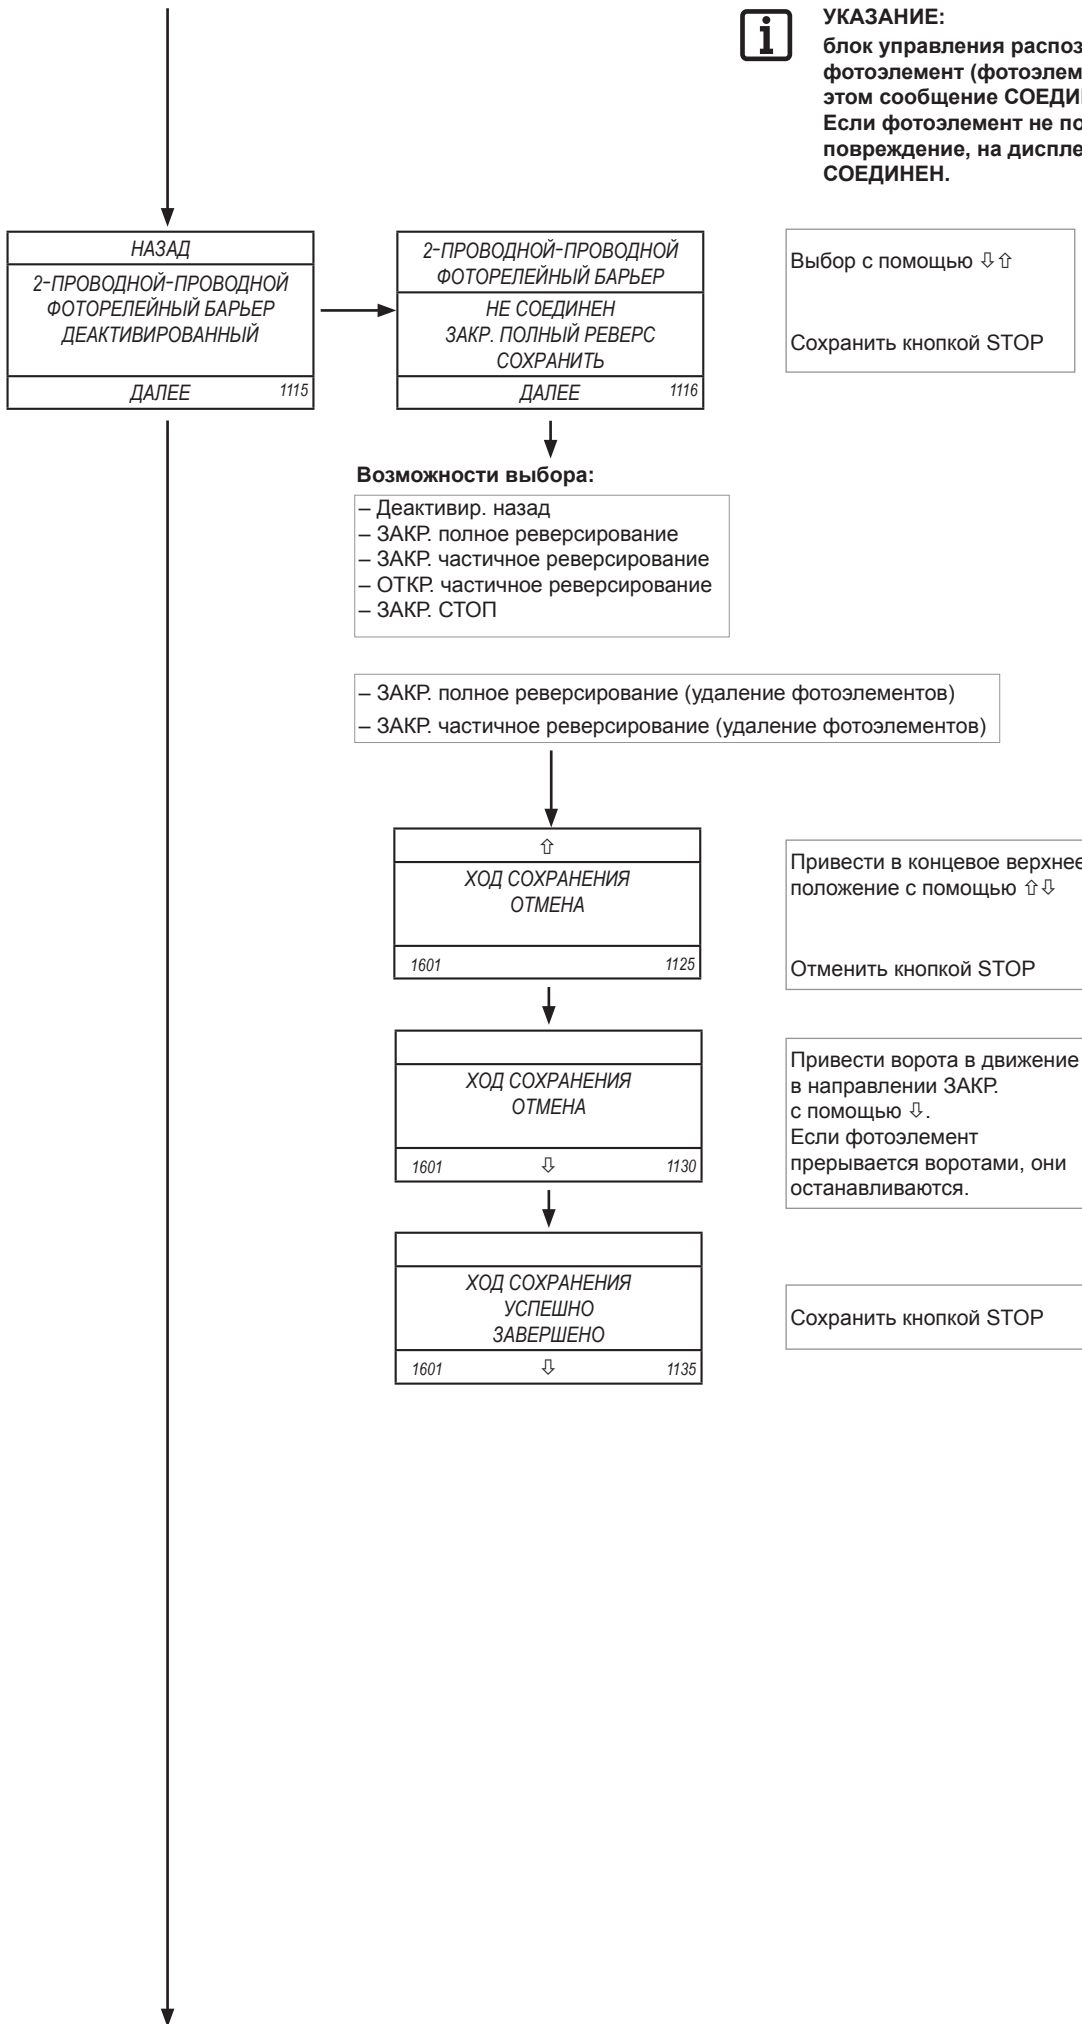 УКАЗАНИЕ:
блок управления
фотоэлемент
этом сообщение
Если фотоэлемент не
повреждение, на
СОЕДИНЕН.
НАЗАД
2-ПРОВОДНОЙ-ПРОВОДНОЙ
ФОТОРЕЛЕЙНЫЙ БАРЬЕР
ДЕАКТИВИРОВАННЫЙ
ДАЛЕЕ 1115
2-ПРОВОДНОЙ-ПРОВОДНОЙ
ФОТОРЕЛЕЙНЫЙ БАРЬЕР
НЕ СОЕДИНЕН
ЗАКР. ПОЛНЫЙ РЕВЕРС
СОХРАНИТЬ
ДАЛЕЕ 1116
Выбор с помощью ⇩⇧
Сохранить кнопкой STOP
Возможности выбора:
– Деактивир. назад
– ЗАКР. полное реверсирование
– ЗАКР. частичное реверсирование
– ОТКР. частичное реверсирование
– ЗАКР. СТОП
– ЗАКР. полное реверсирование (удаление фотоэлементов)
– ЗАКР. частичное реверсирование (удаление фотоэлементов)
⇧
ХОД СОХРАНЕНИЯ
ОТМЕНА
1601 1125
Привести в концевое верхнее
положение с помощью ⇧⇩
Отменить кнопкой STOP
ХОД СОХРАНЕНИЯ
ОТМЕНА
1601 ⇩ 1130
Привести ворота в движение
в направлении ЗАКР.
с помощью ⇩.
Если фотоэлемент
прерывается воротами, они
останавливаются.
ХОД СОХРАНЕНИЯ
УСПЕШНО
ЗАВЕРШЕНО
1601 ⇩ 1135
Сохранить кнопкой STOP